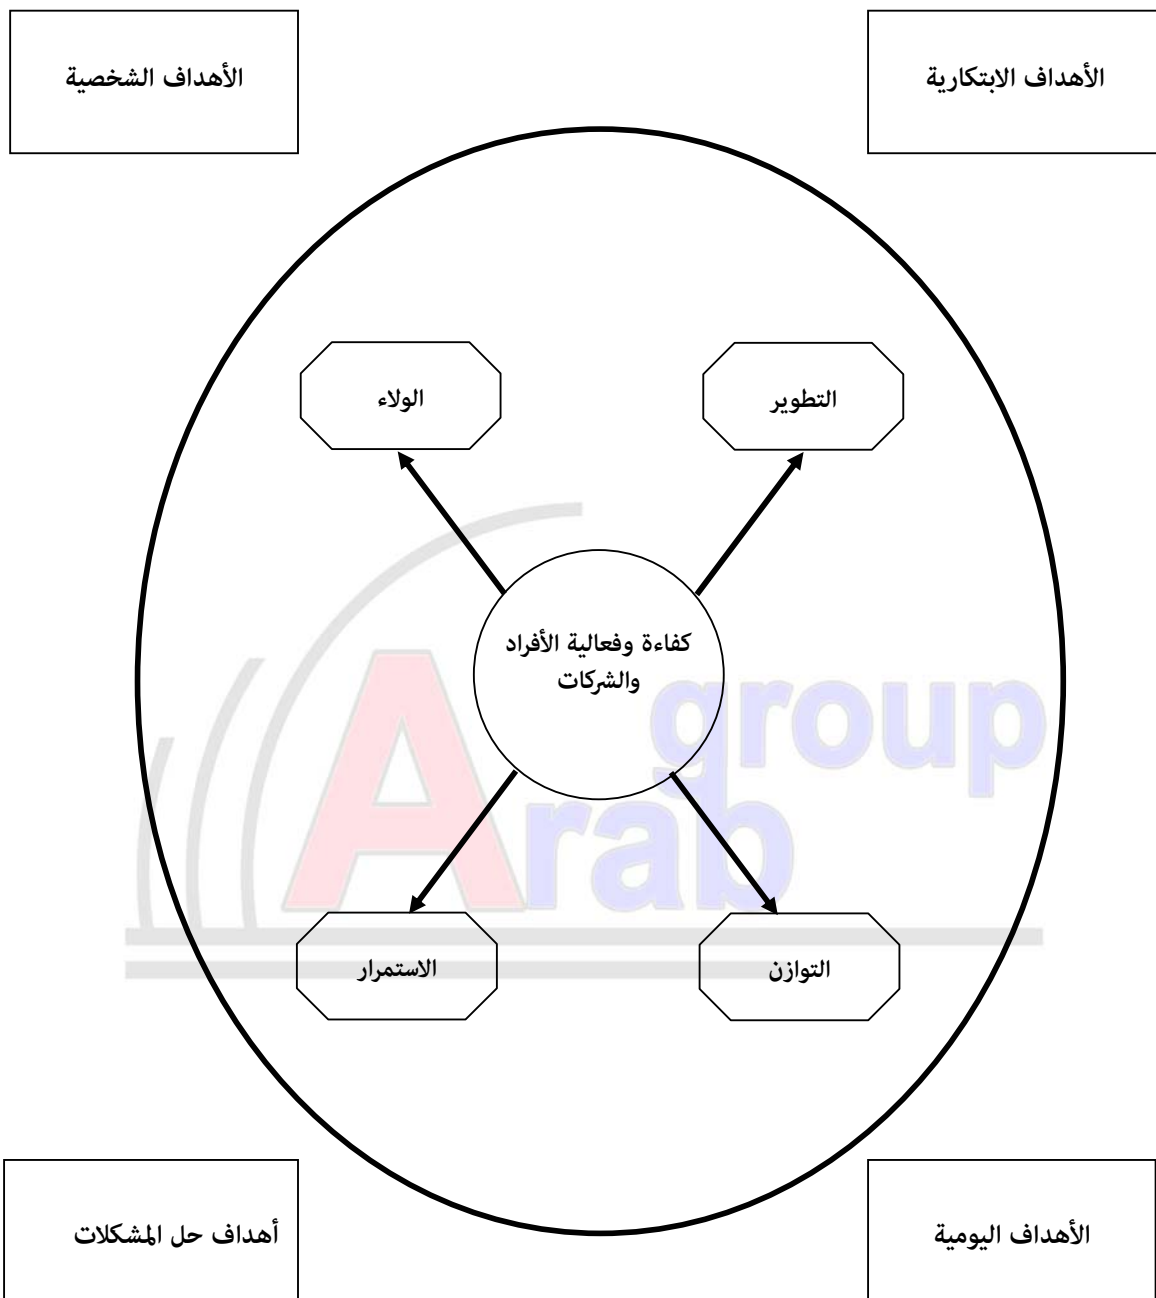 الأهداف الابتكارية
الأهداف الشخصية
التطوير
الولاء
كفاءة وفعالية الأفراد
والشركات
group
Arab
التوازن
الاستمرار
الأهداف اليومية
أهداف حل المشكلات